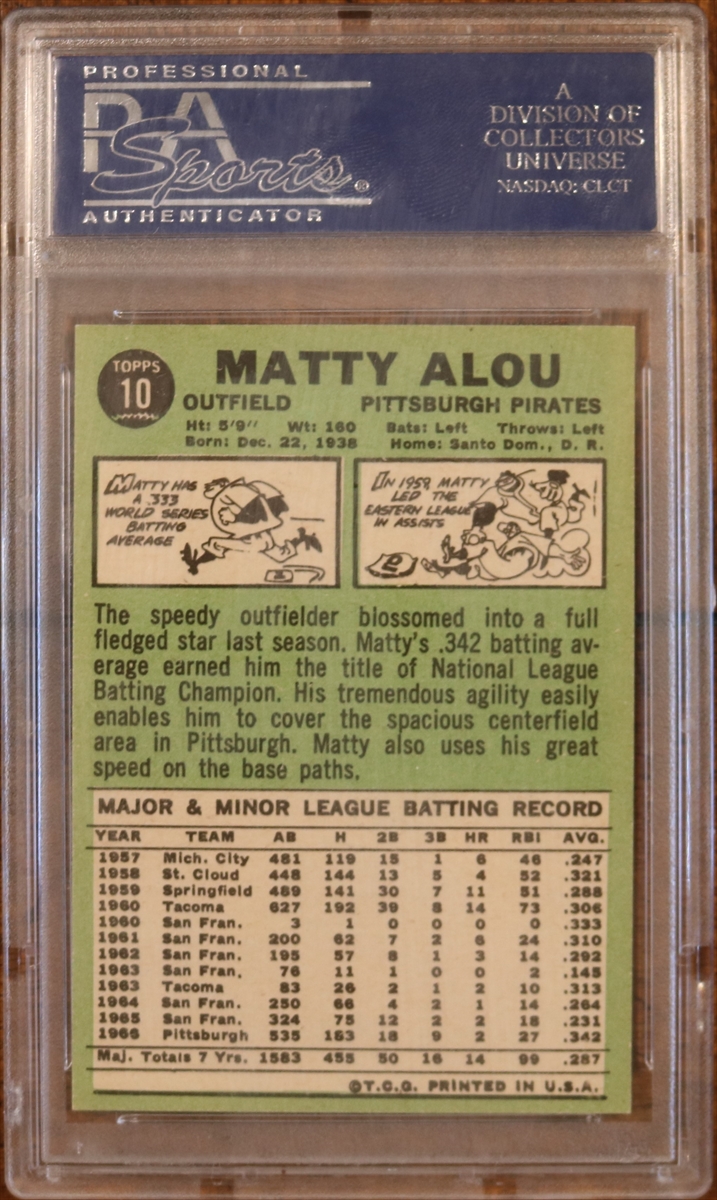 PROFESSIONAL
PSA
Sports®
AUTHENTICATOR
A
DIVISION OF
COLLECTORS
UNIVERSE
NASDAQ: CLCT
TOPPS
10
MATTY ALOU
OUTFIELD PITTSBURGH PIRATES
Ht: 5'9" Wt: 160 Bats: Left Throws: Left
Born: Dec. 22, 1938 Home: Santo Dom., D. R.
MATTY HAS
A .333
WORLD SERIES
BATTING
AVERAGE
IN 1959, MATTY
LED THE
EASTERN LEAGUE
IN ASSISTS
The speedy outfielder blossomed into a full
fledged star last season. Matty's .342 batting av-
erage earned him the title of National League
Batting Champion. His tremendous agility easily
enables him to cover the spacious centerfield
area in Pittsburgh. Matty also uses his great
speed on the base paths.
MAJOR & MINOR LEAGUE BATTING RECORD
YEAR TEAM AB H 2B 3B HR RBI AVG.
1957 Mich. City 481 119 15 1 6 46 .247
1958 St. Cloud 448 144 13 5 4 52 .321
1959 Springfield 489 141 30 7 11 51 .288
1960 Tacoma 627 192 39 8 14 73 .306
1960 San Fran. 3 1 0 0 0 0 .333
1961 San Fran. 200 62 7 2 6 24 .310
1962 San Fran. 195 57 8 1 3 14 .292
1963 San Fran. 76 11 1 0 0 2 .145
1963 Tacoma 83 26 2 1 2 10 .313
1964 San Fran. 250 66 4 2 1 14 .264
1965 San Fran. 324 75 12 2 2 18 .231
1966 Pittsburgh 535 183 18 9 2 27 .342
Maj. Totals 7 Yrs. 1583 455 50 16 14 99 .287
©T.C.G. PRINTED IN U.S.A.